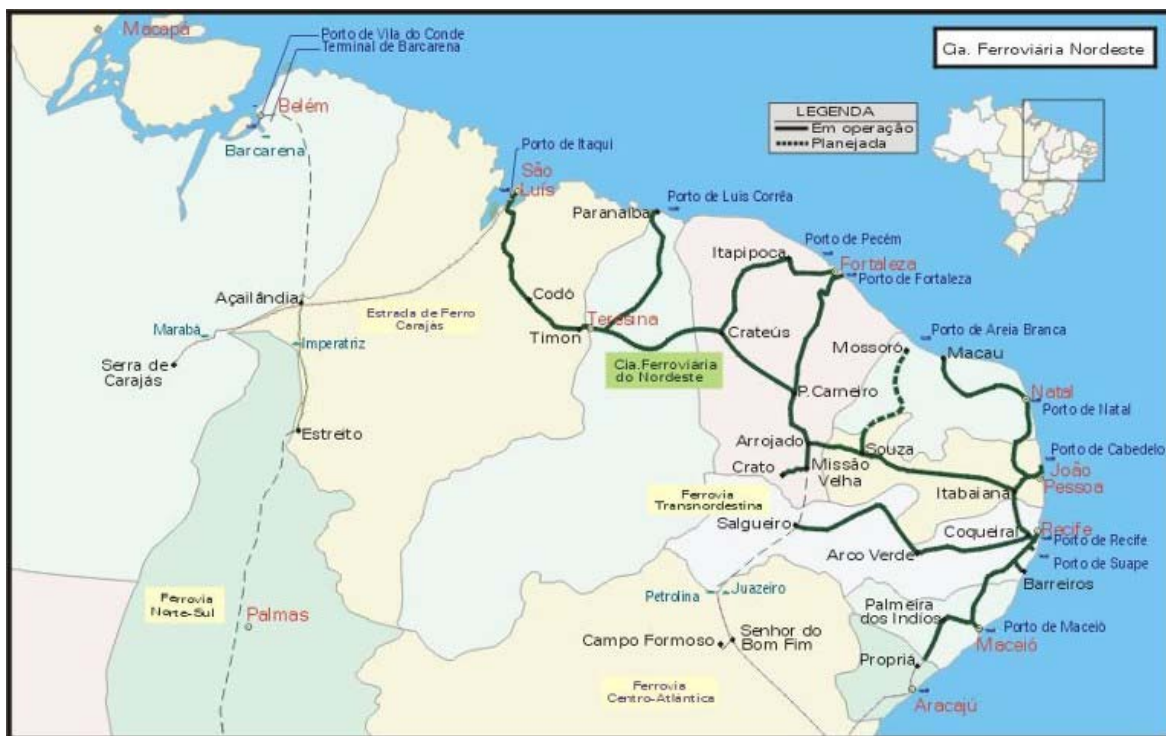 Macapá
Porto de Vila do Conde
Terminal de Barcarena
Cia. Ferroviária Nordeste
Belém
LEGENDA
Em operação
Planejada
Barcarena
Porto de Itaqui
São
Luís
Paranaíba
Porto de Luis Corrêa
Itapipoca
Porto de Pecém
Fortaleza
Porto de Fortaleza
Açailândia
Codó
Estrada de Ferro
Carajás
Teresina
Timon
Crateús
Porto de Areia Branca
Marabá
Imperatriz
Mossoró
Macau
Serra de
Carajás
Cia.Ferroviária
do Nordeste
P.Carneiro
Natal
Porto de Natal
Estreito
Arrojado
Souza
Porto de Cabedelo
Crato
Missão
Velha
João
Pessoa
Itabaiana
Ferrovia
Transnordestina
Salgueiro
Coqueiral
Recife
Porto de Recife
Arco Verde
Porto de Suape
Barreiros
Petrolina
Juazeiro
Ferrovia
Norte-Sul
Palmas
Palmeira
dos Indios
Porto de Maceió
Maceió
Campo Formoso
Senhor do
Bom Fim
Propriá
Ferrovia
Centro-Atlântica
Aracajú